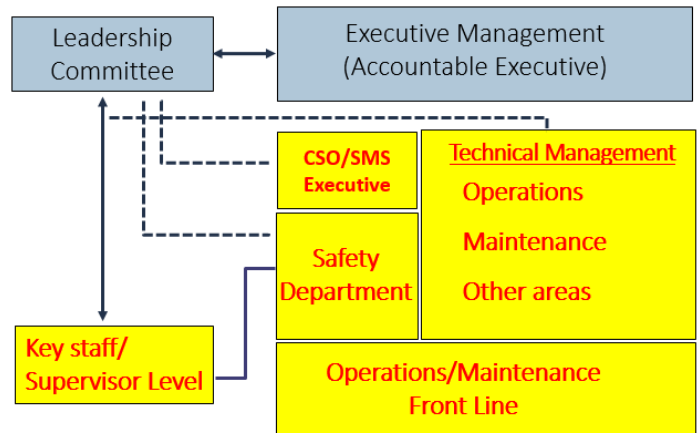 Leadership
Committee
Executive Management
(Accountable Executive)
CSO/SMS
Executive
Technical Management
Operations
Maintenance
Other areas
Safety
Department
Key staff/
Supervisor Level
Operations/Maintenance
Front Line